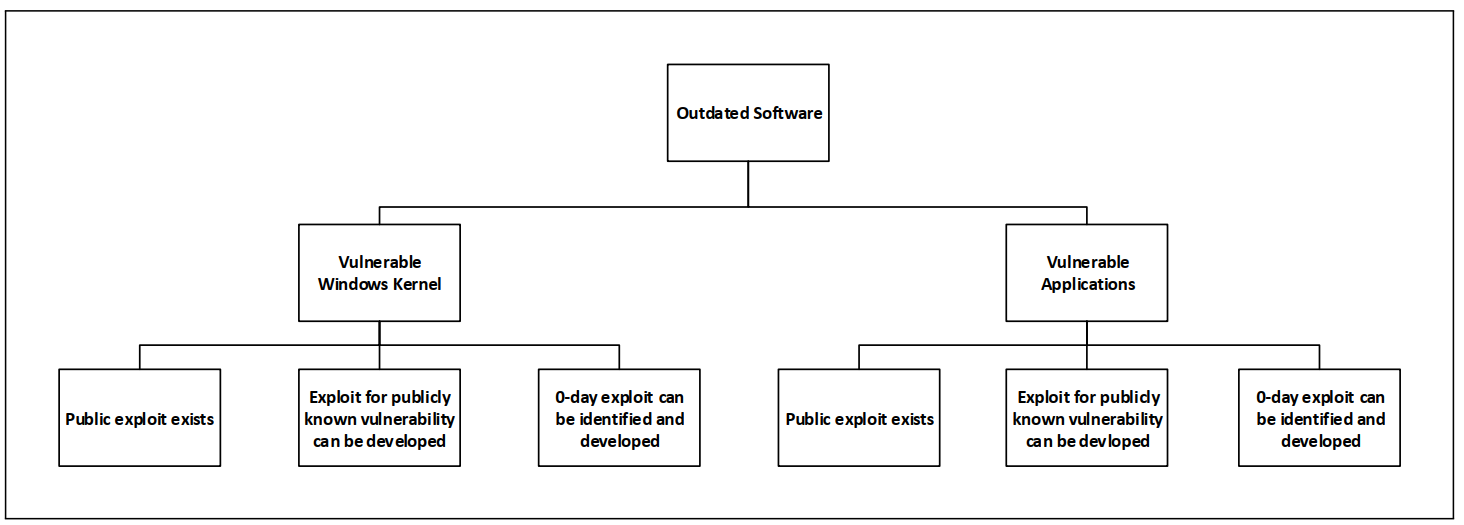 Outdated Software
Vulnerable
Windows Kernel
Vulnerable
Applications
Public exploit exists
Exploit for publicly
known vulnerability
can be developed
0-day exploit can
be identified and
developed
Public exploit exists
Exploit for publicly
known vulnerability
can be devloped
0-day exploit can
be identified and
developed